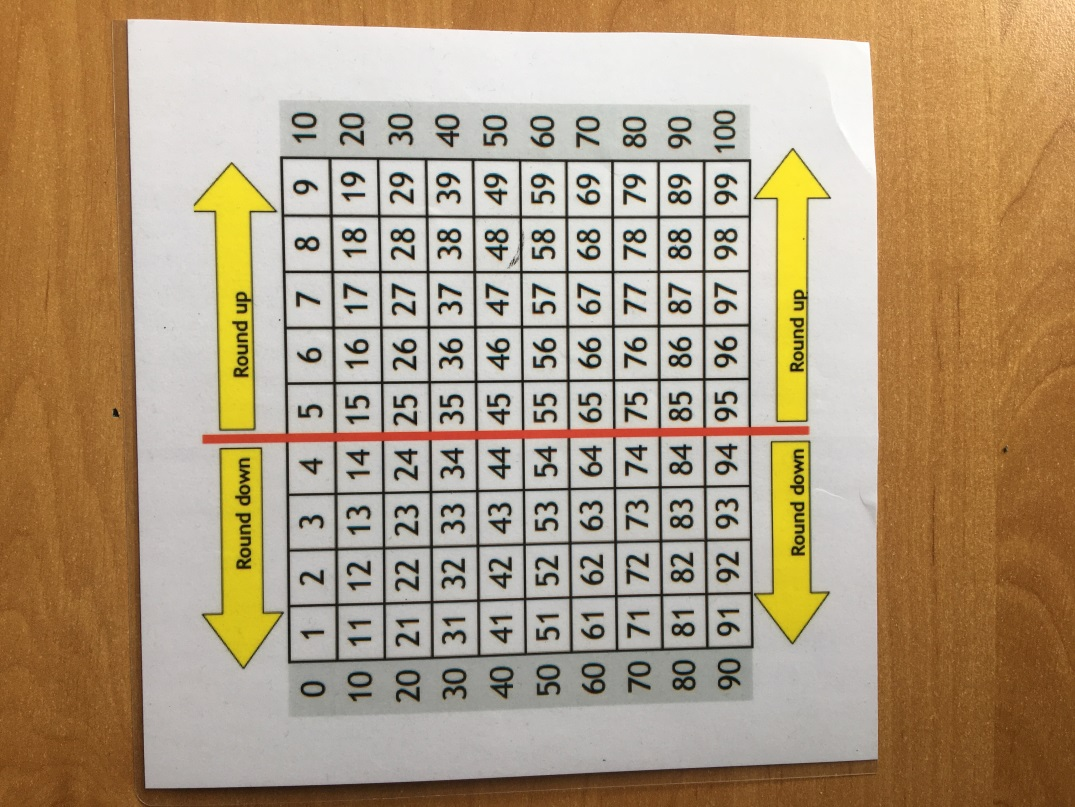 Round down Round up
0 1 2 3 4 5 6 7 8 9 10
10 11 12 13 14 15 16 17 18 19 20
20 21 22 23 24 25 26 27 28 29 30
30 31 32 33 34 35 36 37 38 39 40
40 41 42 43 44 45 46 47 48 49 50
50 51 52 53 54 55 56 57 58 59 60
60 61 62 63 64 65 66 67 68 69 70
70 71 72 73 74 75 76 77 78 79 80
80 81 82 83 84 85 86 87 88 89 90
90 91 92 93 94 95 96 97 98 99 100
Round down Round up